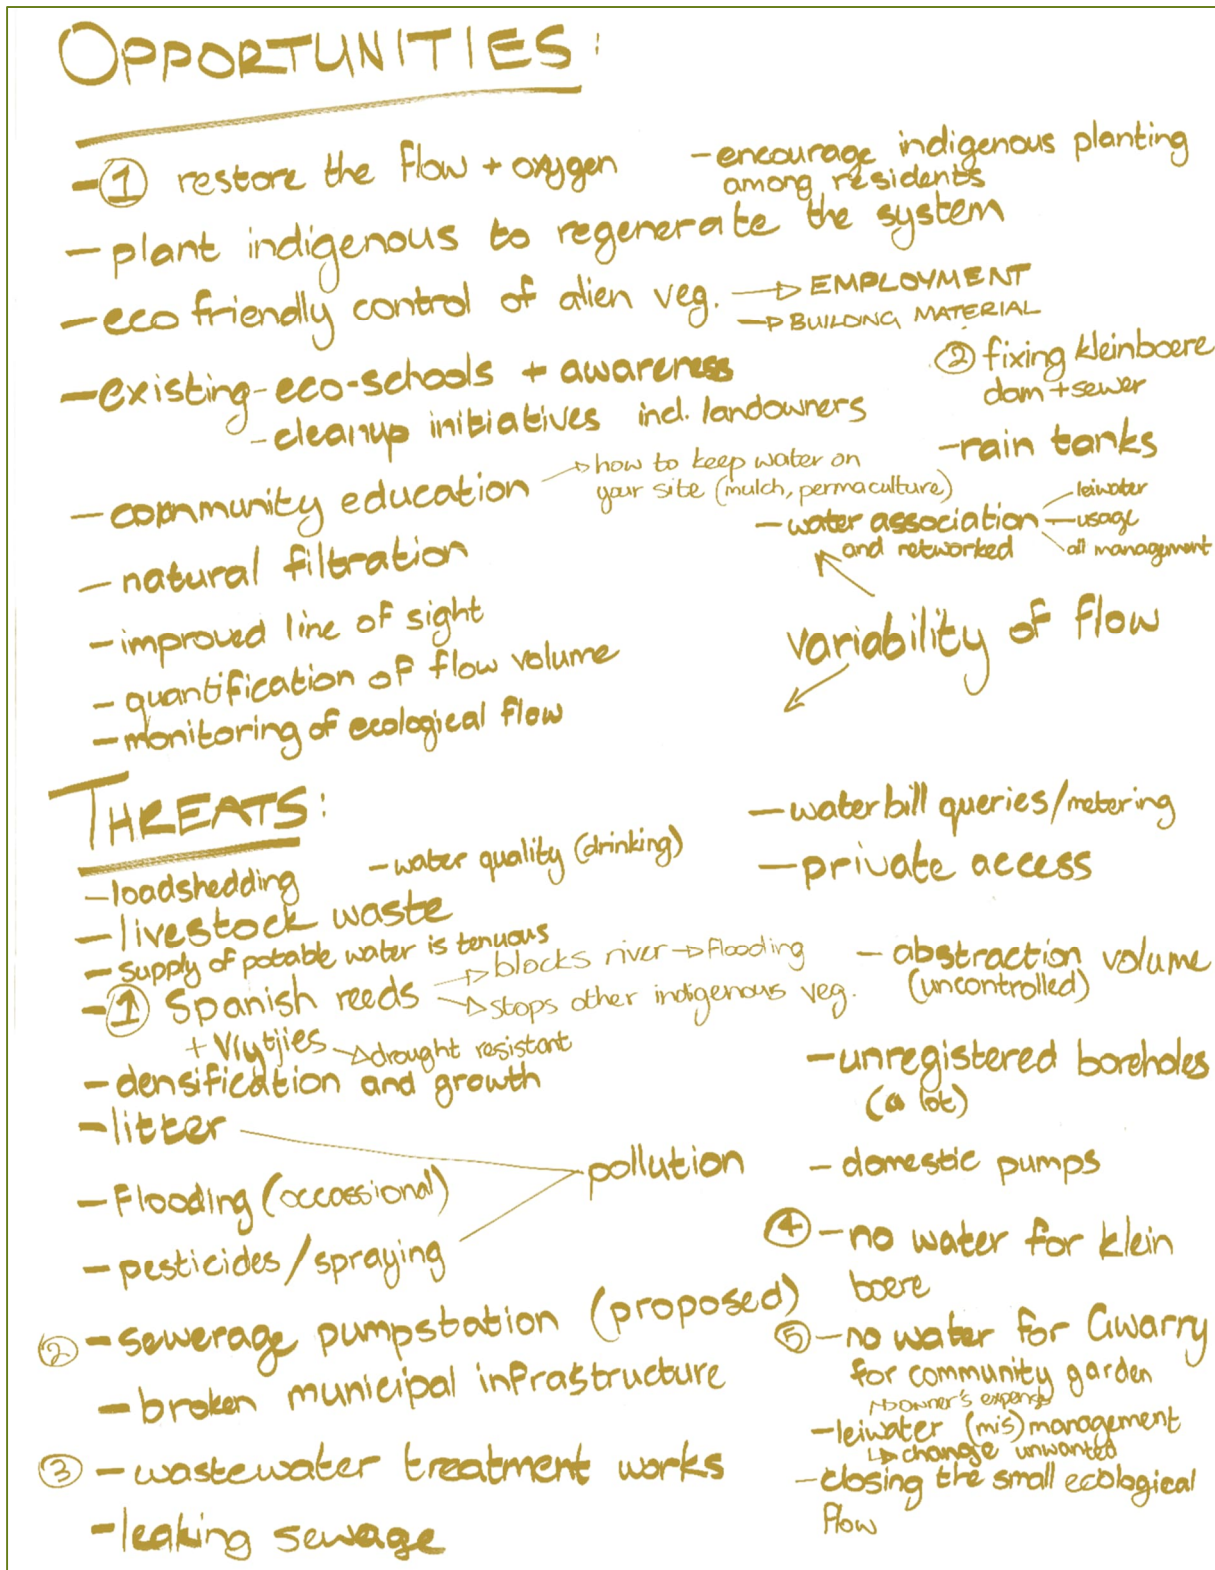 OPPORTUNITIES:
- ① restore the flow + oxygen
- encourage indigenous planting
among residents
- plant indigenous to regenerate the system
- eco friendly control of alien veg. → EMPLOYMENT
→ BUILDING MATERIAL
② fixing kleinboere
dam + sewer
- existing - eco-schools + awareness
- cleanup initiatives incl. landowners
- rain tanks
- community education → how to keep water on
your site (mulch, permaculture)
- water association - leiwater
and networked - usage
- all management
- natural filtration
- improved line of sight
variability of flow
- quantification of flow volume
- monitoring of ecological flow
THREATS:
- loadshedding
- water quality (drinking)
- livestock waste
- supply of potable water is tenuous
- ① Spanish reeds → blocks river → flooding
→ stops other indigenous veg.
+ Vlytjies → drought resistant
- densification and growth
- litter
pollution
- Flooding (occassional)
- pesticides/spraying
② - sewerage pumpstation (proposed)
- broken municipal infrastructure
③ - wastewater treatment works
- leaking sewage
- waterbill queries/metering
- private access
- abstraction volume
(uncontrolled)
- unregistered boreholes
(a lot)
- domestic pumps
④ - no water for klein
boere
⑤ - no water for Gwarry
for community garden
→ owner's expense
- leiwater (mis)management
↳ change unwanted
- closing the small ecological
flow